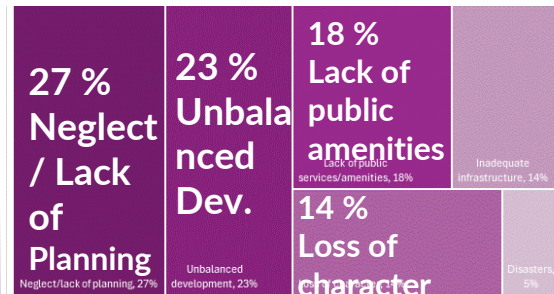 27 %
Neglect
/ Lack
of
Planning
Neglect/lack of planning, 27%
23 %
Unbala
nced
Dev.
Unbalanced
development, 23%
18 %
Lack of
public
amenities
Lack of public
services/amenities, 18%
Inadequate
infrastructure, 14%
14 %
Loss of
character
Disasters,
5%